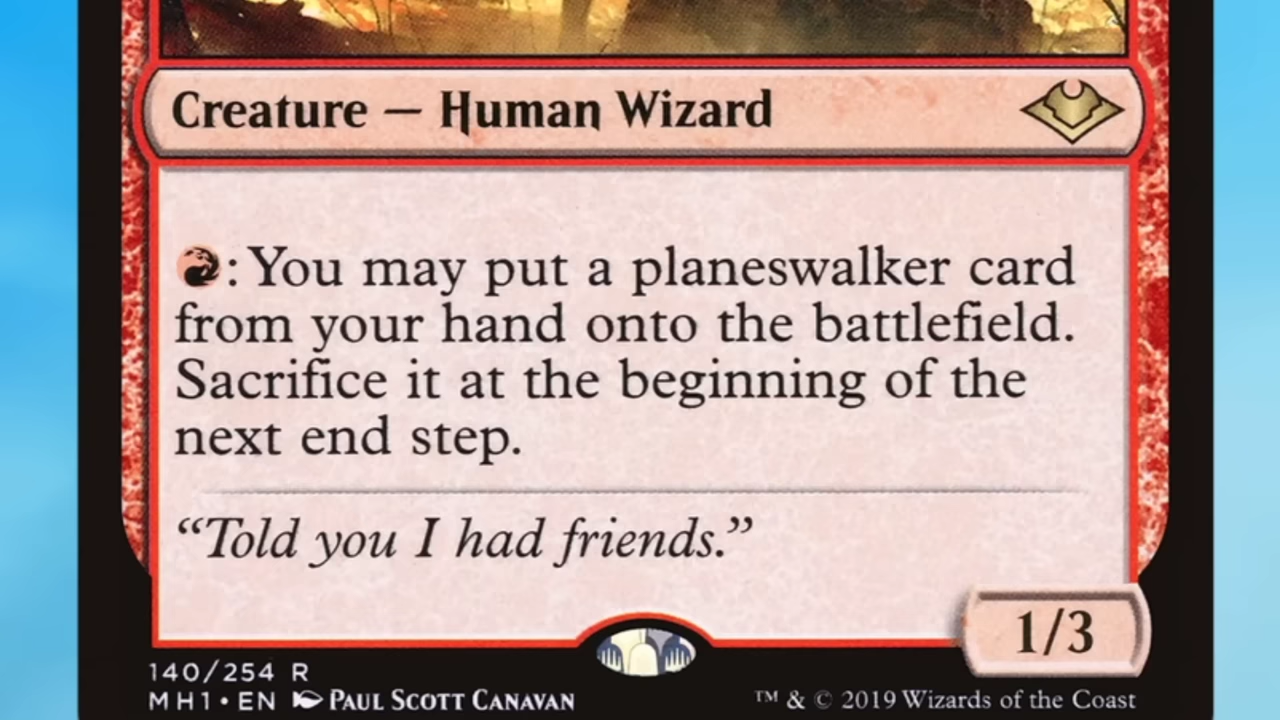 Creature — Human Wizard
: You may put a planeswalker card
from your hand onto the battlefield.
Sacrifice it at the beginning of the
next end step.
“Told you I had friends.”
1/3
140/254 R
MH1 • EN PAUL SCOTT CANAVAN
™ & © 2019 Wizards of the Coast